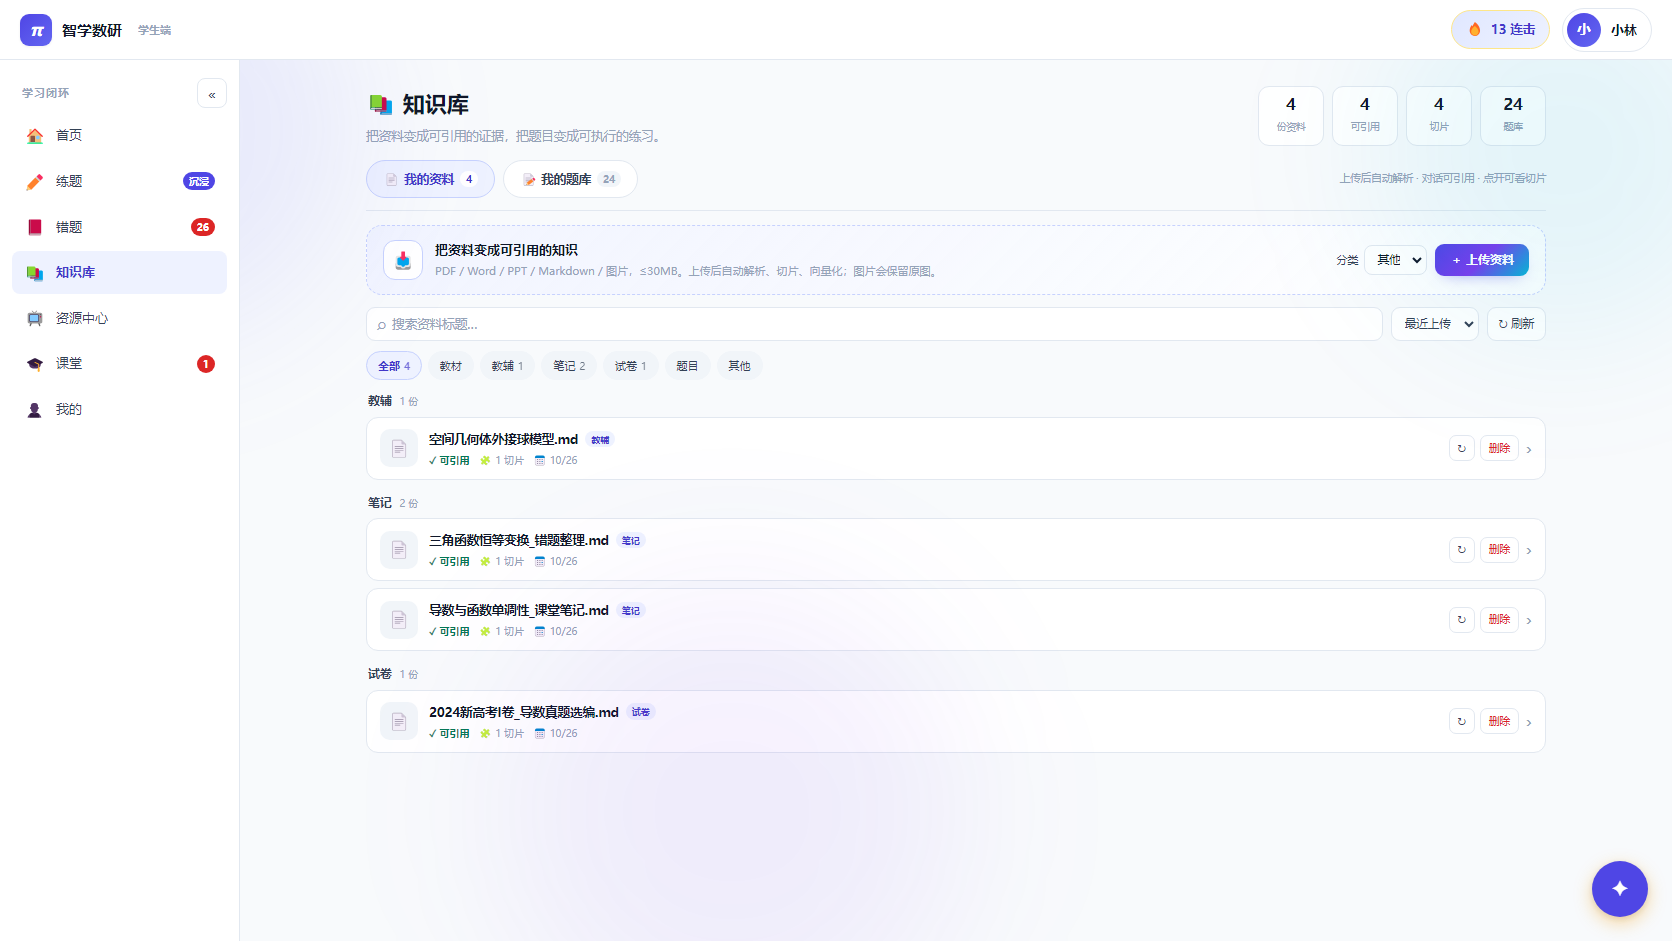 π 智学数研 学生端
13 连击
小 小林
学习闭环 «
首页
练题 沉浸
错题 26
知识库
资源中心
课堂 1
我的
知识库
把资料变成可引用的证据，把题目变成可执行的练习。
4 份资料
4 可引用
4 切片
24 题库
我的资料 4
我的题库 24
上传后自动解析 · 对话可引用 · 点开可看切片
把资料变成可引用的知识
PDF / Word / PPT / Markdown / 图片，≤30MB。上传后自动解析、切片、向量化；图片会保留原图。
分类 其他 + 上传资料
搜索资料标题...
最近上传 ↻ 刷新
全部 4 教材 教辅 1 笔记 2 试卷 1 题目 其他
教辅 1 份
空间几何体外接球模型.md 教辅
✓ 可引用 1 切片 10/26
↻ 删除 ›
笔记 2 份
三角函数恒等变换_错题整理.md 笔记
✓ 可引用 1 切片 10/26
↻ 删除 ›
导数与函数单调性_课堂笔记.md 笔记
✓ 可引用 1 切片 10/26
↻ 删除 ›
试卷 1 份
2024新高考I卷_导数真题选编.md 试卷
✓ 可引用 1 切片 10/26
↻ 删除 ›